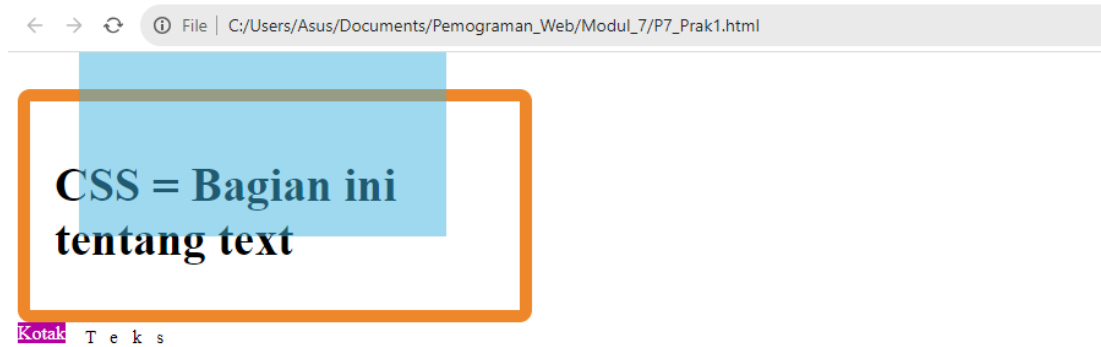 File | C:/Users/Asus/Documents/Pemograman_Web/Modul_7/P7_Prak1.html
CSS = Bagian ini
tentang text
Kotak T e k s